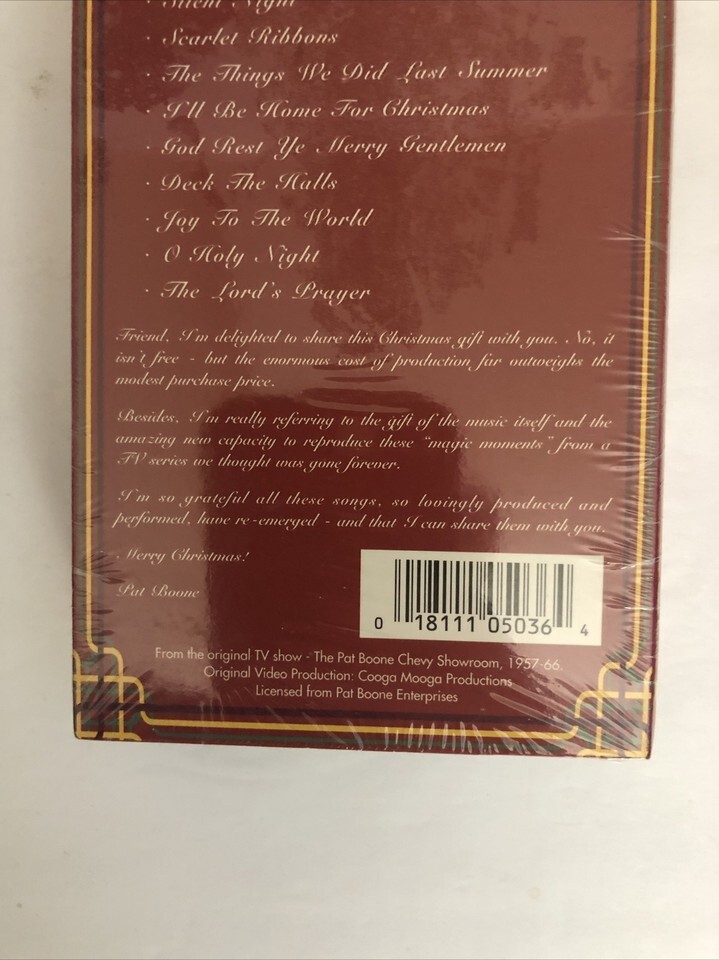 · Silent Night
· Scarlet Ribbons
· The Things We Did Last Summer
· I'll Be Home For Christmas
· God Rest Ye Merry Gentlemen
· Deck The Halls
· Joy To The World
· O Holy Night
· The Lord's Prayer
Friend, I'm delighted to share this Christmas gift with you. No, it
isn't free - but the enormous cost of production far outweighs the
modest purchase price.
Besides, I'm really referring to the gift of the music itself and the
amazing new capacity to reproduce these "magic moments" from a
TV series we thought was gone forever.
I'm so grateful all these songs, so lovingly produced and
performed, have re-emerged - and that I can share them with you.
Merry Christmas!
Pat Boone
0 18111 05036 4
From the original TV show - The Pat Boone Chevy Showroom, 1957-66.
Original Video Production: Cooga Mooga Productions
Licensed from Pat Boone Enterprises